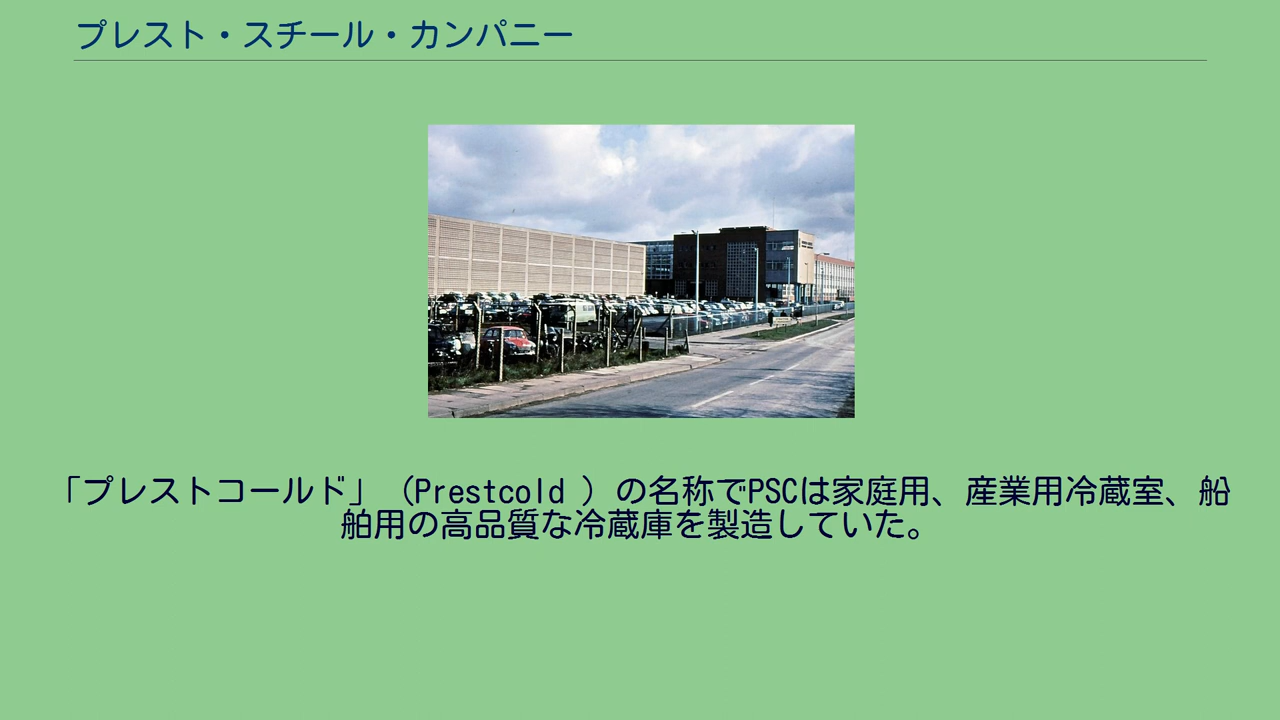 プレスト・スチール・カンパニー
「プレストコールド」（Prestcold ）の名称でPSCは家庭用、産業用冷蔵室、船
舶用の高品質な冷蔵庫を製造していた。